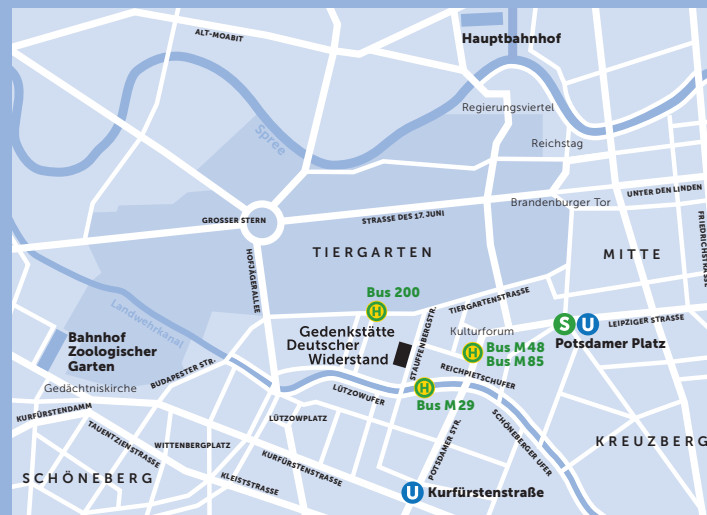 ALT-MOABIT
Hauptbahnhof
Regierungsviertel
Spree
Reichstag
UNTER DEN LINDEN
Brandenburger Tor
GROSSER STERN
STRASSE DES 17. JUNI
FRIEDRICHSTRASSE
TIERGARTEN
MITTE
HOFJÄGERALLEE
Bus 200
H
TIERGARTENSTRASSE
Landwehrkanal
STAUFFENBERGSTR.
S U
LEIPZIGER STRASSE
Potsdamer Platz
Bahnhof
Zoologischer
Garten
Gedenkstätte
Deutscher
Widerstand
Kulturforum
H
Bus M48
Bus M85
BUDAPESTER STR.
REICHPIETSCHUFER
Gedächtniskirche
LÜTZOWUFER
H
Bus M29
KURFÜRSTENDAMM
TAUENTZIENSTRASSE
LÜTZOWPLATZ
POTSDAMER STR.
SCHÖNEBERGER UFER
KREUZBERG
WITTENBERGPLATZ
KURFÜRSTENSTRASSE
SCHÖNEBERG
KLEISTSTRASSE
U Kurfürstenstraße